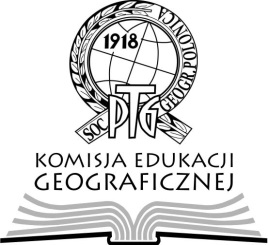 1918
SOC. GEOGR. POLONICA
PTG
KOMISJA EDUKACJI
GEOGRAFICZNEJ